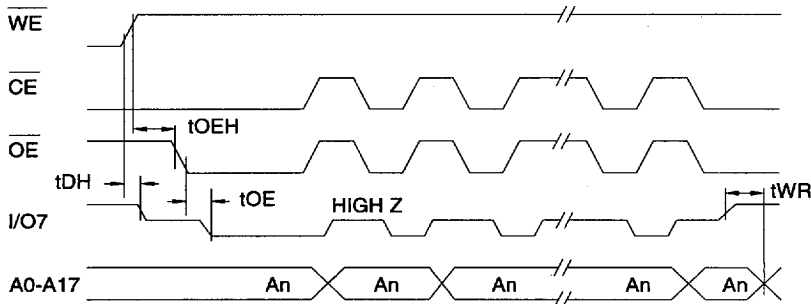 WE
CE
tOEH
OE
tDH
tOE
tWR
HIGH Z
I/O7
A0-A17 An An An An An